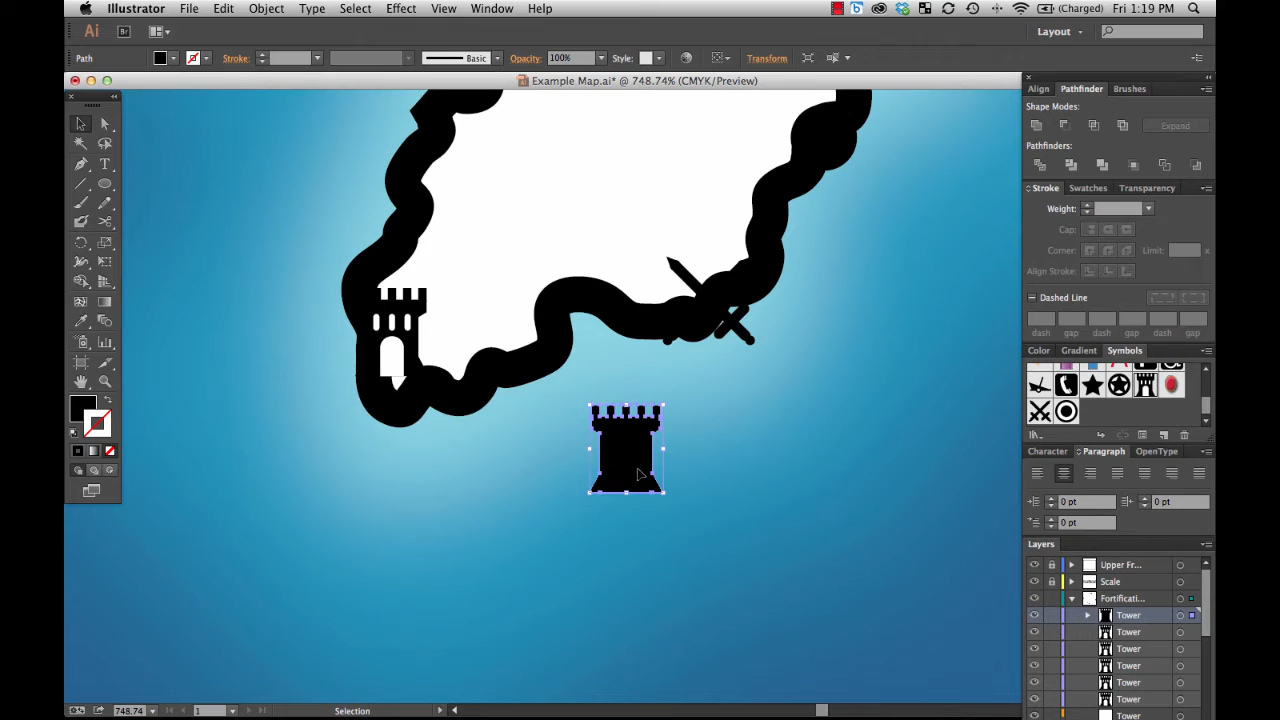 Illustrator File Edit Object Type Select Effect View Window Help (Charged) Fri 1:19 PM
Ai Br Layout
Path Stroke: Basic Opacity: 100% Style: Transform
Example Map.ai* @ 748.74% (CMYK/Preview)
Align Pathfinder Brushes
Shape Modes:
Expand
Pathfinders:
Stroke Swatches Transparency
Weight:
Cap:
Corner: Limit: x
Align Stroke:
Dashed Line
dash gap dash gap dash gap
Color Gradient Symbols
Character Paragraph OpenType
0 pt 0 pt
0 pt
Layers
Upper Fr...
Scale
Fortificati...
Tower
Tower
Tower
Tower
Tower
Tower
Tower
748.74 1 Selection